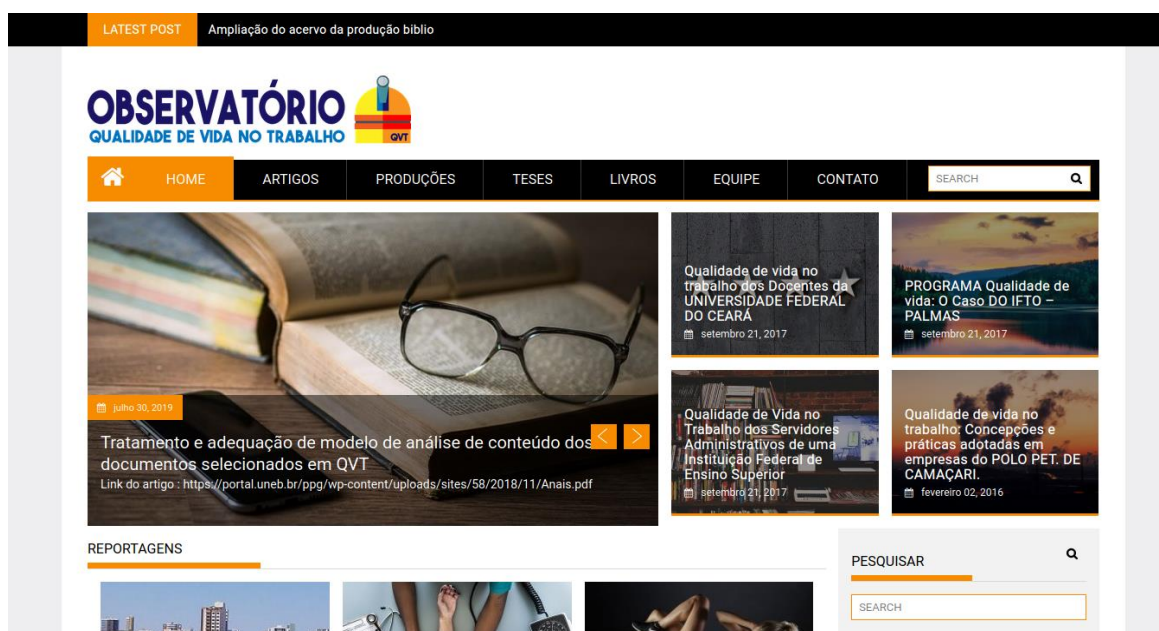 LATEST POST Ampliação do acervo da produção biblio
OBSERVATÓRIO
QUALIDADE DE VIDA NO TRABALHO
QVT
HOME ARTIGOS PRODUÇÕES TESES LIVROS EQUIPE CONTATO SEARCH
julho 30, 2019
Tratamento e adequação de modelo de análise de conteúdo dos
documentos selecionados em QVT
Link do artigo : https://portal.uneb.br/ppg/wp-content/uploads/sites/58/2018/11/Anais.pdf
Qualidade de vida no
trabalho dos Docentes da
UNIVERSIDADE FEDERAL
DO CEARÁ
setembro 21, 2017
PROGRAMA Qualidade de
vida: O Caso DO IFTO –
PALMAS
setembro 21, 2017
Qualidade de Vida no
Trabalho dos Servidores
Administrativos de uma
Instituição Federal de
Ensino Superior
setembro 21, 2017
Qualidade de vida no
trabalho: Concepções e
práticas adotadas em
empresas do POLO PET. DE
CAMAÇARI.
fevereiro 02, 2016
REPORTAGENS
PESQUISAR
SEARCH